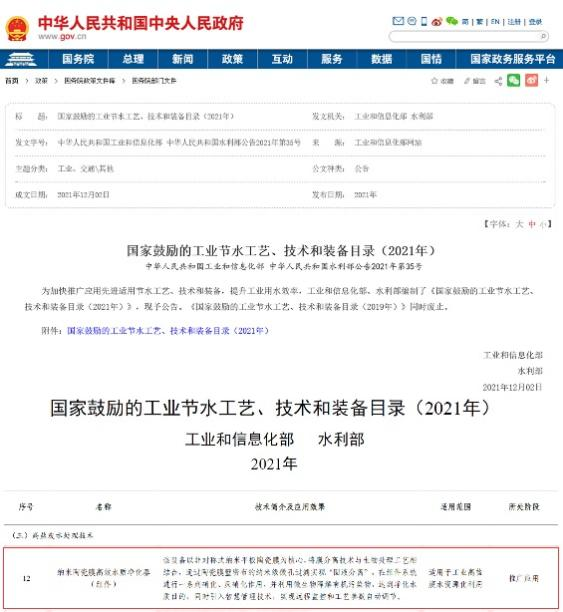 中华人民共和国中央人民政府
www.gov.cn
简 | 繁 | EN | 注册 | 登录
国务院 总理 新闻 政策 互动 服务 数据 国情 国家政务服务平台
首页 > 政策 > 国务院政策文件库 > 国务院部门文件
收藏 留言
标 题: 国家鼓励的工业节水工艺、技术和装备目录(2021年) 发文机关: 工业和信息化部 水利部
发文字号: 中华人民共和国工业和信息化部 中华人民共和国水利部公告2021年第35号 来 源: 工业和信息化部网站
主题分类: 工业、交通\其他 公文种类: 公告
成文日期: 2021年12月02日 发布日期: 2021年
【字体: 大 中 小】
国家鼓励的工业节水工艺、技术和装备目录(2021年)
中华人民共和国工业和信息化部 中华人民共和国水利部公告2021年第35号
为加快推广应用先进适用节水技术和装备,提升工业用水效率,工业和信息化部、水利部编制了《国家鼓励的工业节水工艺、
技术和装备目录(2021年)》,现予公告。《国家鼓励的工业节水工艺、技术和装备目录(2019年)》同时废止。
附件: 国家鼓励的工业节水工艺、技术和装备目录(2021年)
工业和信息化部
水利部
2021年12月02日
国家鼓励的工业节水工艺、技术和装备目录(2021年)
工业和信息化部 水利部
2021年
序号 名称 技术简介及应用效果 适用范围 所处阶段
12
(组件)
推广应用